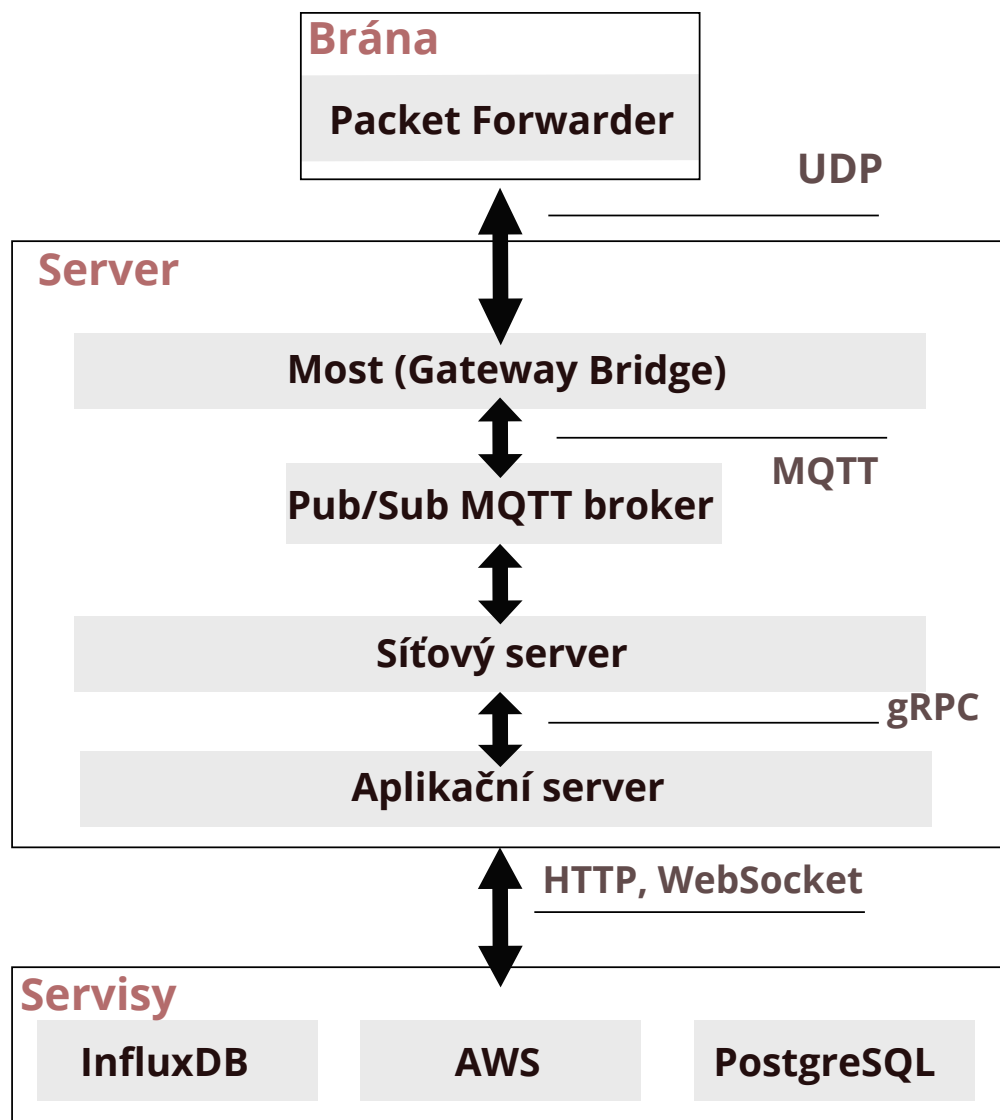 Brána
Packet Forwarder
UDP
Server
Most (Gateway Bridge)
MQTT
Pub/Sub MQTT broker
Síťový server
gRPC
Aplikační server
HTTP, WebSocket
Servisy
InfluxDB
AWS
PostgreSQL